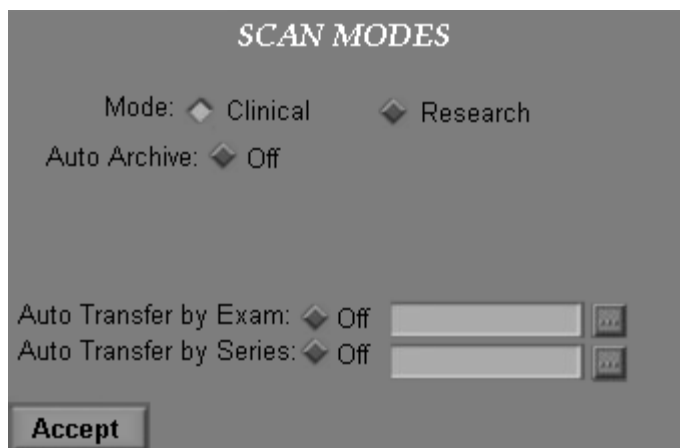 SCAN MODES
Mode: Clinical Research
Auto Archive: Off
Auto Transfer by Exam: Off ...
Auto Transfer by Series: Off ...
Accept